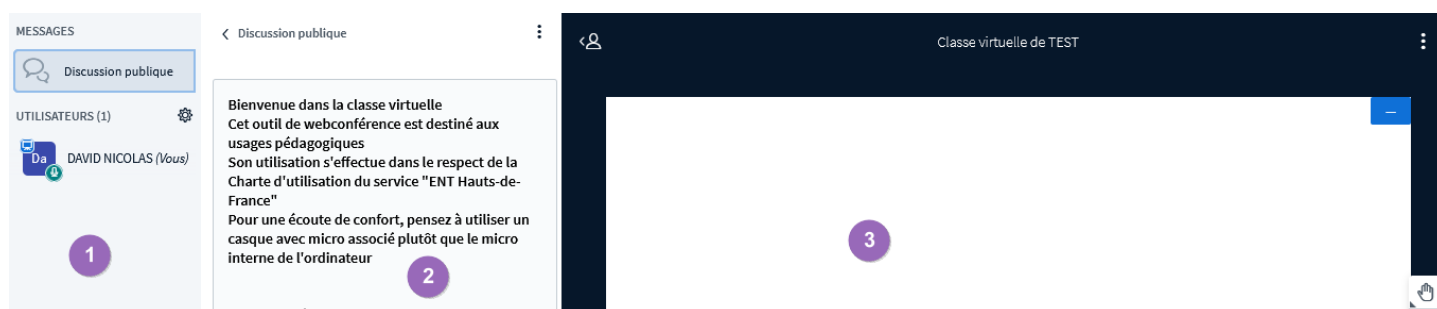 MESSAGES
Discussion publique
UTILISATEURS (1)
Da
DAVID NICOLAS (Vous)
1
Discussion publique
Bienvenue dans la classe virtuelle
Cet outil de webconférence est destiné aux
usages pédagogiques
Son utilisation s'effectue dans le respect de la
Charte d'utilisation du service "ENT Hauts-de-
France"
Pour une écoute de confort, pensez à utiliser un
casque avec micro associé plutôt que le micro
interne de l'ordinateur
2
Classe virtuelle de TEST
3